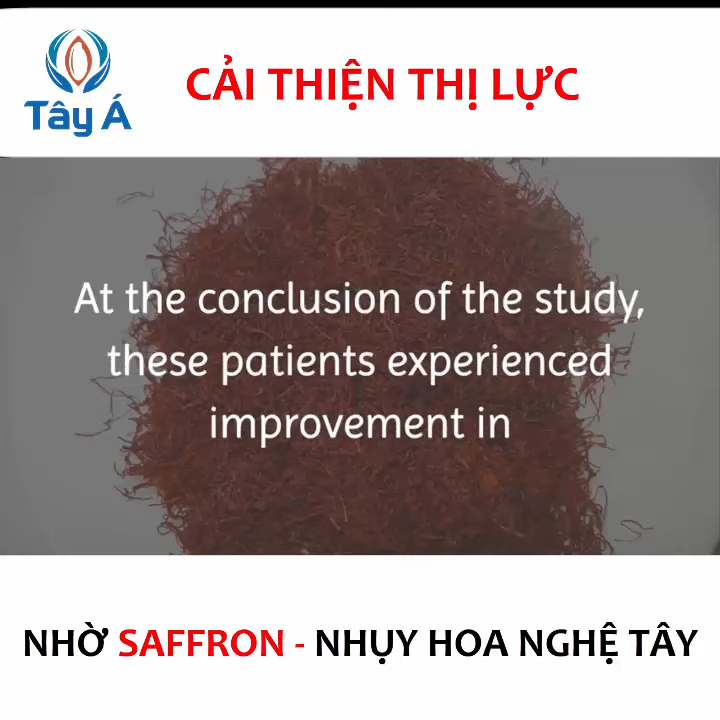 Tây Á
CẢI THIỆN THỊ LỰC
At the conclusion of the study,
these patients experienced
improvement in
NHỜ SAFFRON - NHỤY HOA NGHỆ TÂY